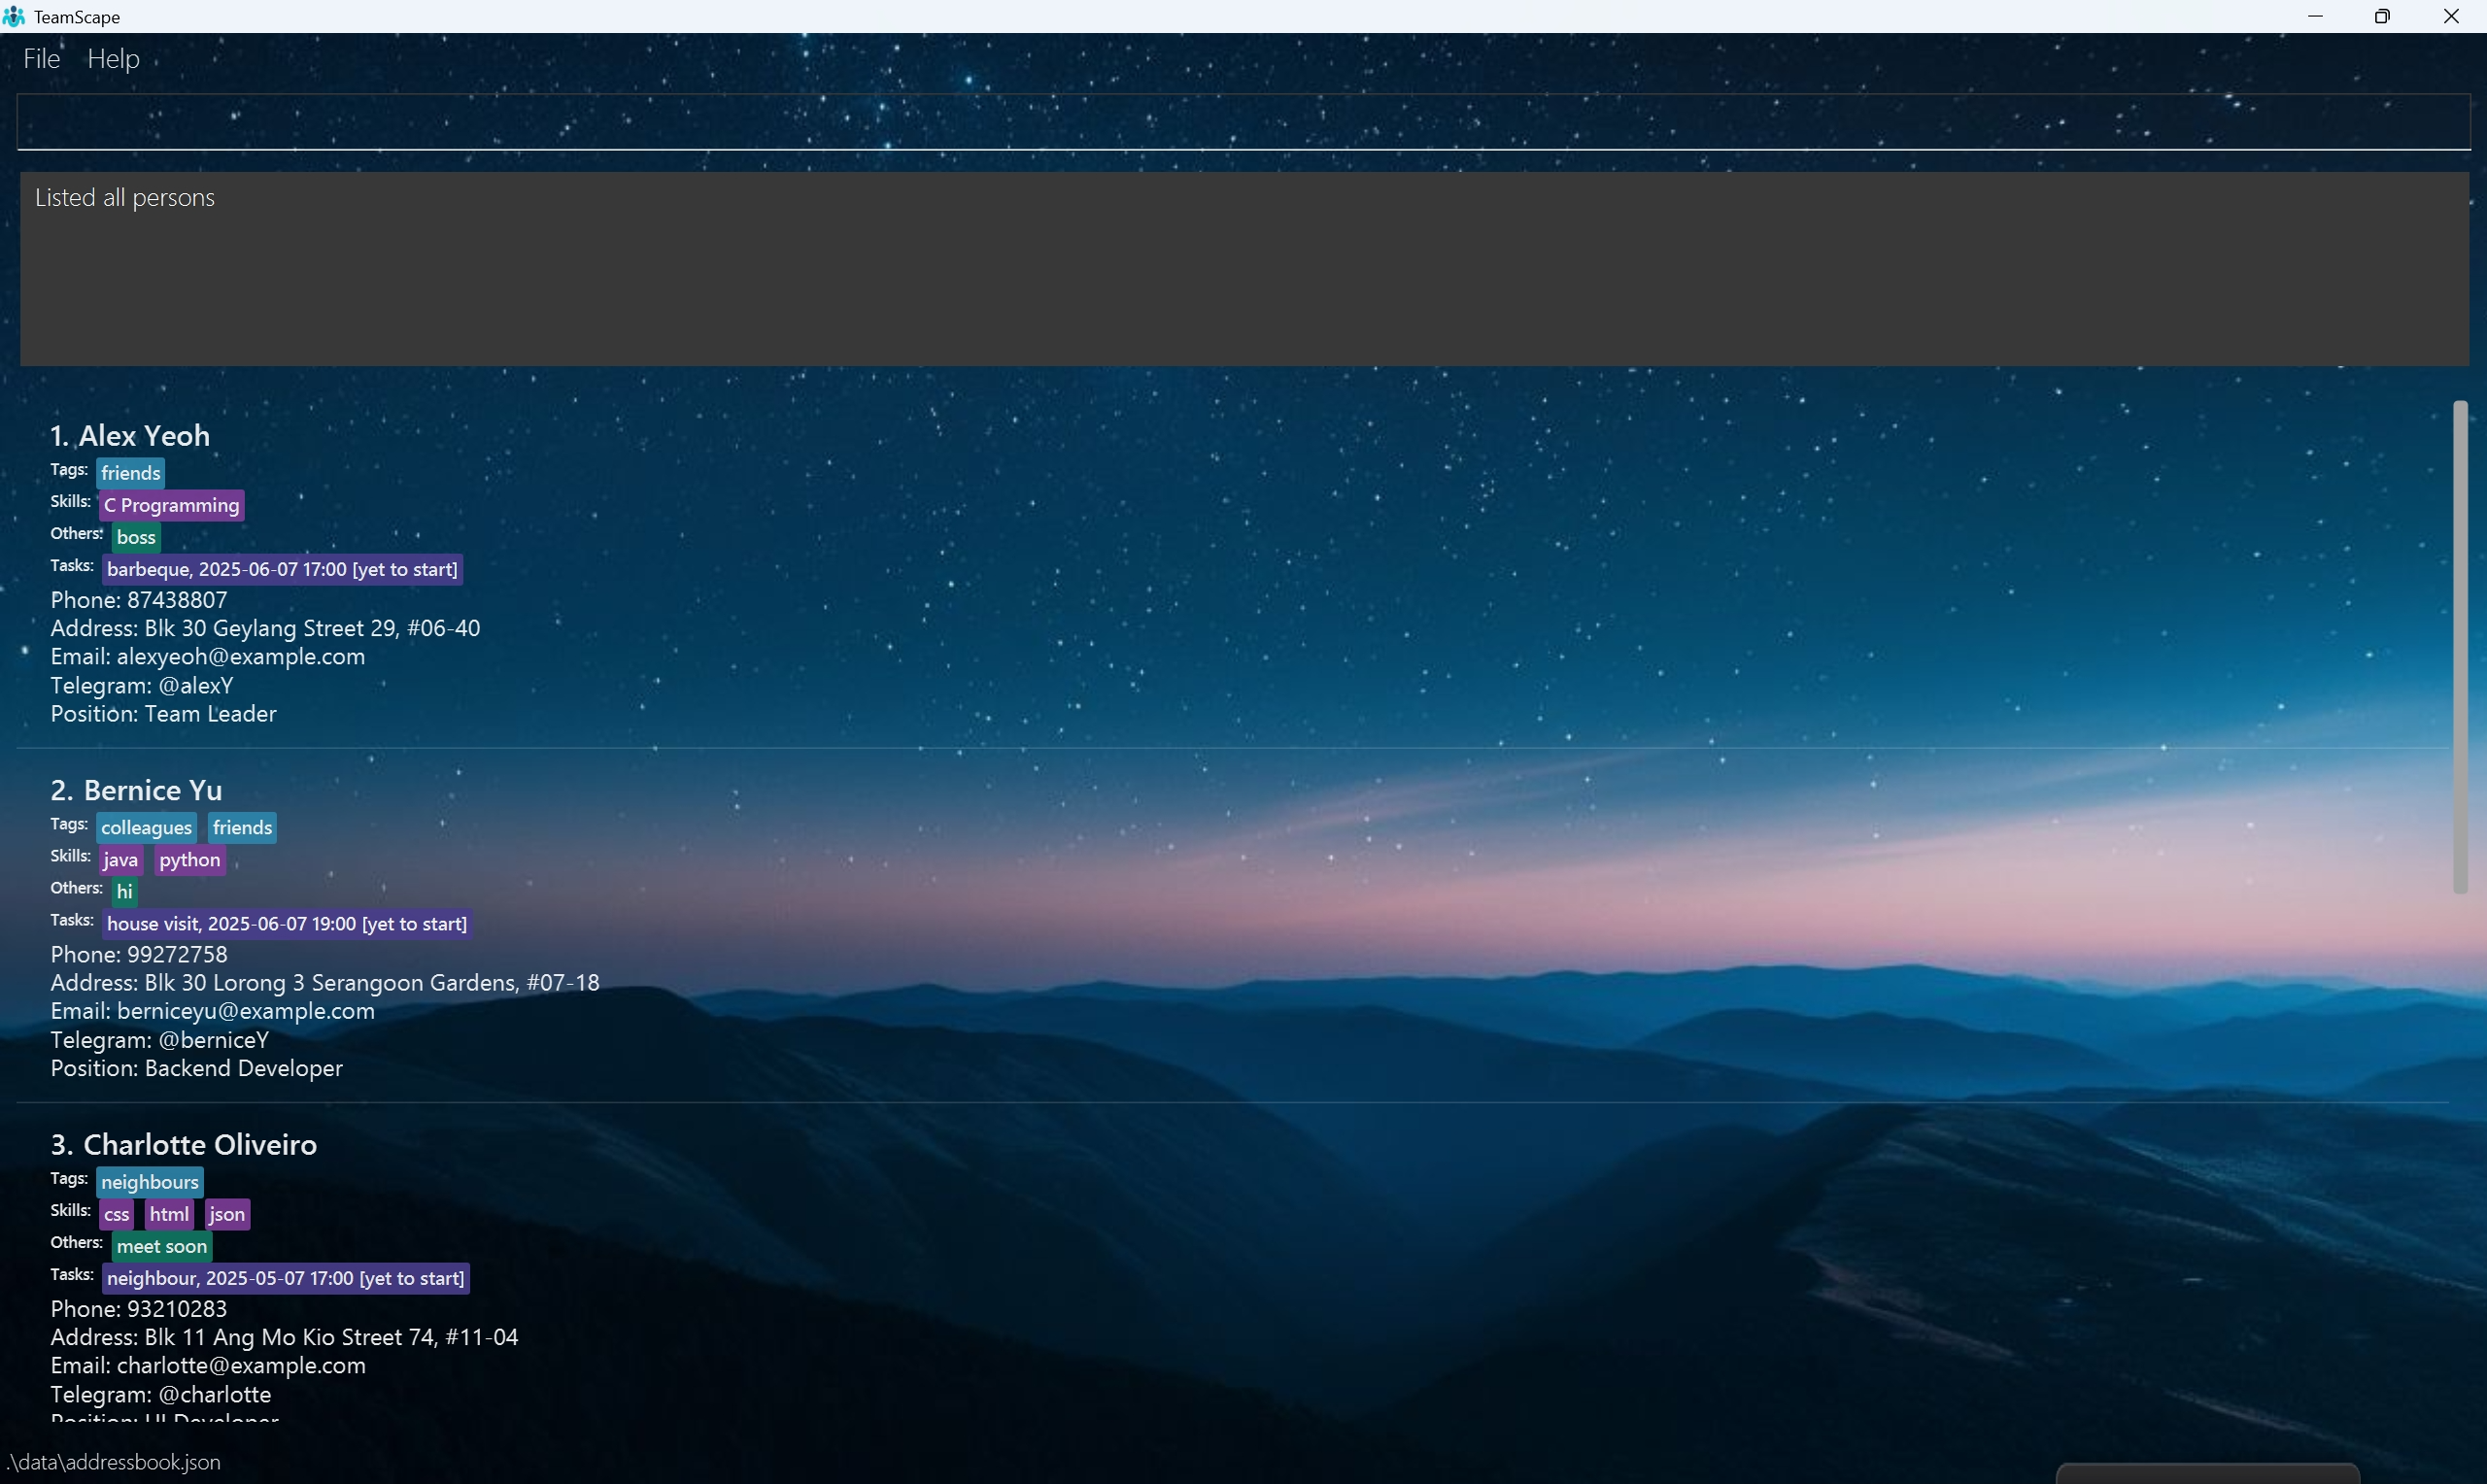 TeamScape
File Help
Listed all persons
1. Alex Yeoh
Tags: friends
Skills: C Programming
Others: boss
Tasks: barbeque, 2025-06-07 17:00 [yet to start]
Phone: 87438807
Address: Blk 30 Geylang Street 29, #06-40
Email: alexyeoh@example.com
Telegram: @alexY
Position: Team Leader
2. Bernice Yu
Tags: colleagues friends
Skills: java python
Others: hi
Tasks: house visit, 2025-06-07 19:00 [yet to start]
Phone: 99272758
Address: Blk 30 Lorong 3 Serangoon Gardens, #07-18
Email: berniceyu@example.com
Telegram: @berniceY
Position: Backend Developer
3. Charlotte Oliveiro
Tags: neighbours
Skills: css html json
Others: meet soon
Tasks: neighbour, 2025-05-07 17:00 [yet to start]
Phone: 93210283
Address: Blk 11 Ang Mo Kio Street 74, #11-04
Email: charlotte@example.com
Telegram: @charlotte
Position: UI Developer
.\data\addressbook.json